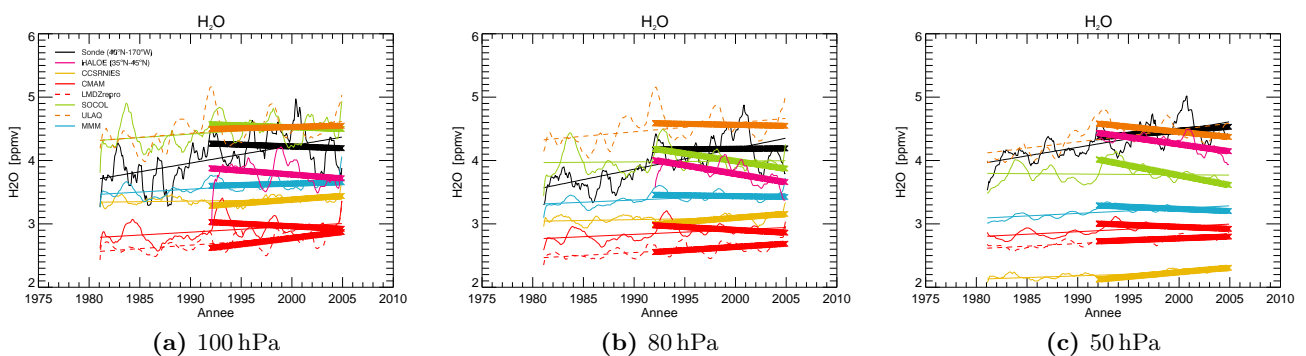 H₂O
H2O [ppmv]
6
5
4
3
2
Sonde (40°N-170°W)
HALOE (35°N-45°N)
CCSRNIES
CMAM
LMDZrepro
SOCOL
ULAQ
MMM
1975 1980 1985 1990 1995 2000 2005 2010
Annee
(a) 100 hPa
H₂O
H2O [ppmv]
6
5
4
3
2
1975 1980 1985 1990 1995 2000 2005 2010
Annee
(b) 80 hPa
H₂O
H2O [ppmv]
6
5
4
3
2
1975 1980 1985 1990 1995 2000 2005 2010
Annee
(c) 50 hPa